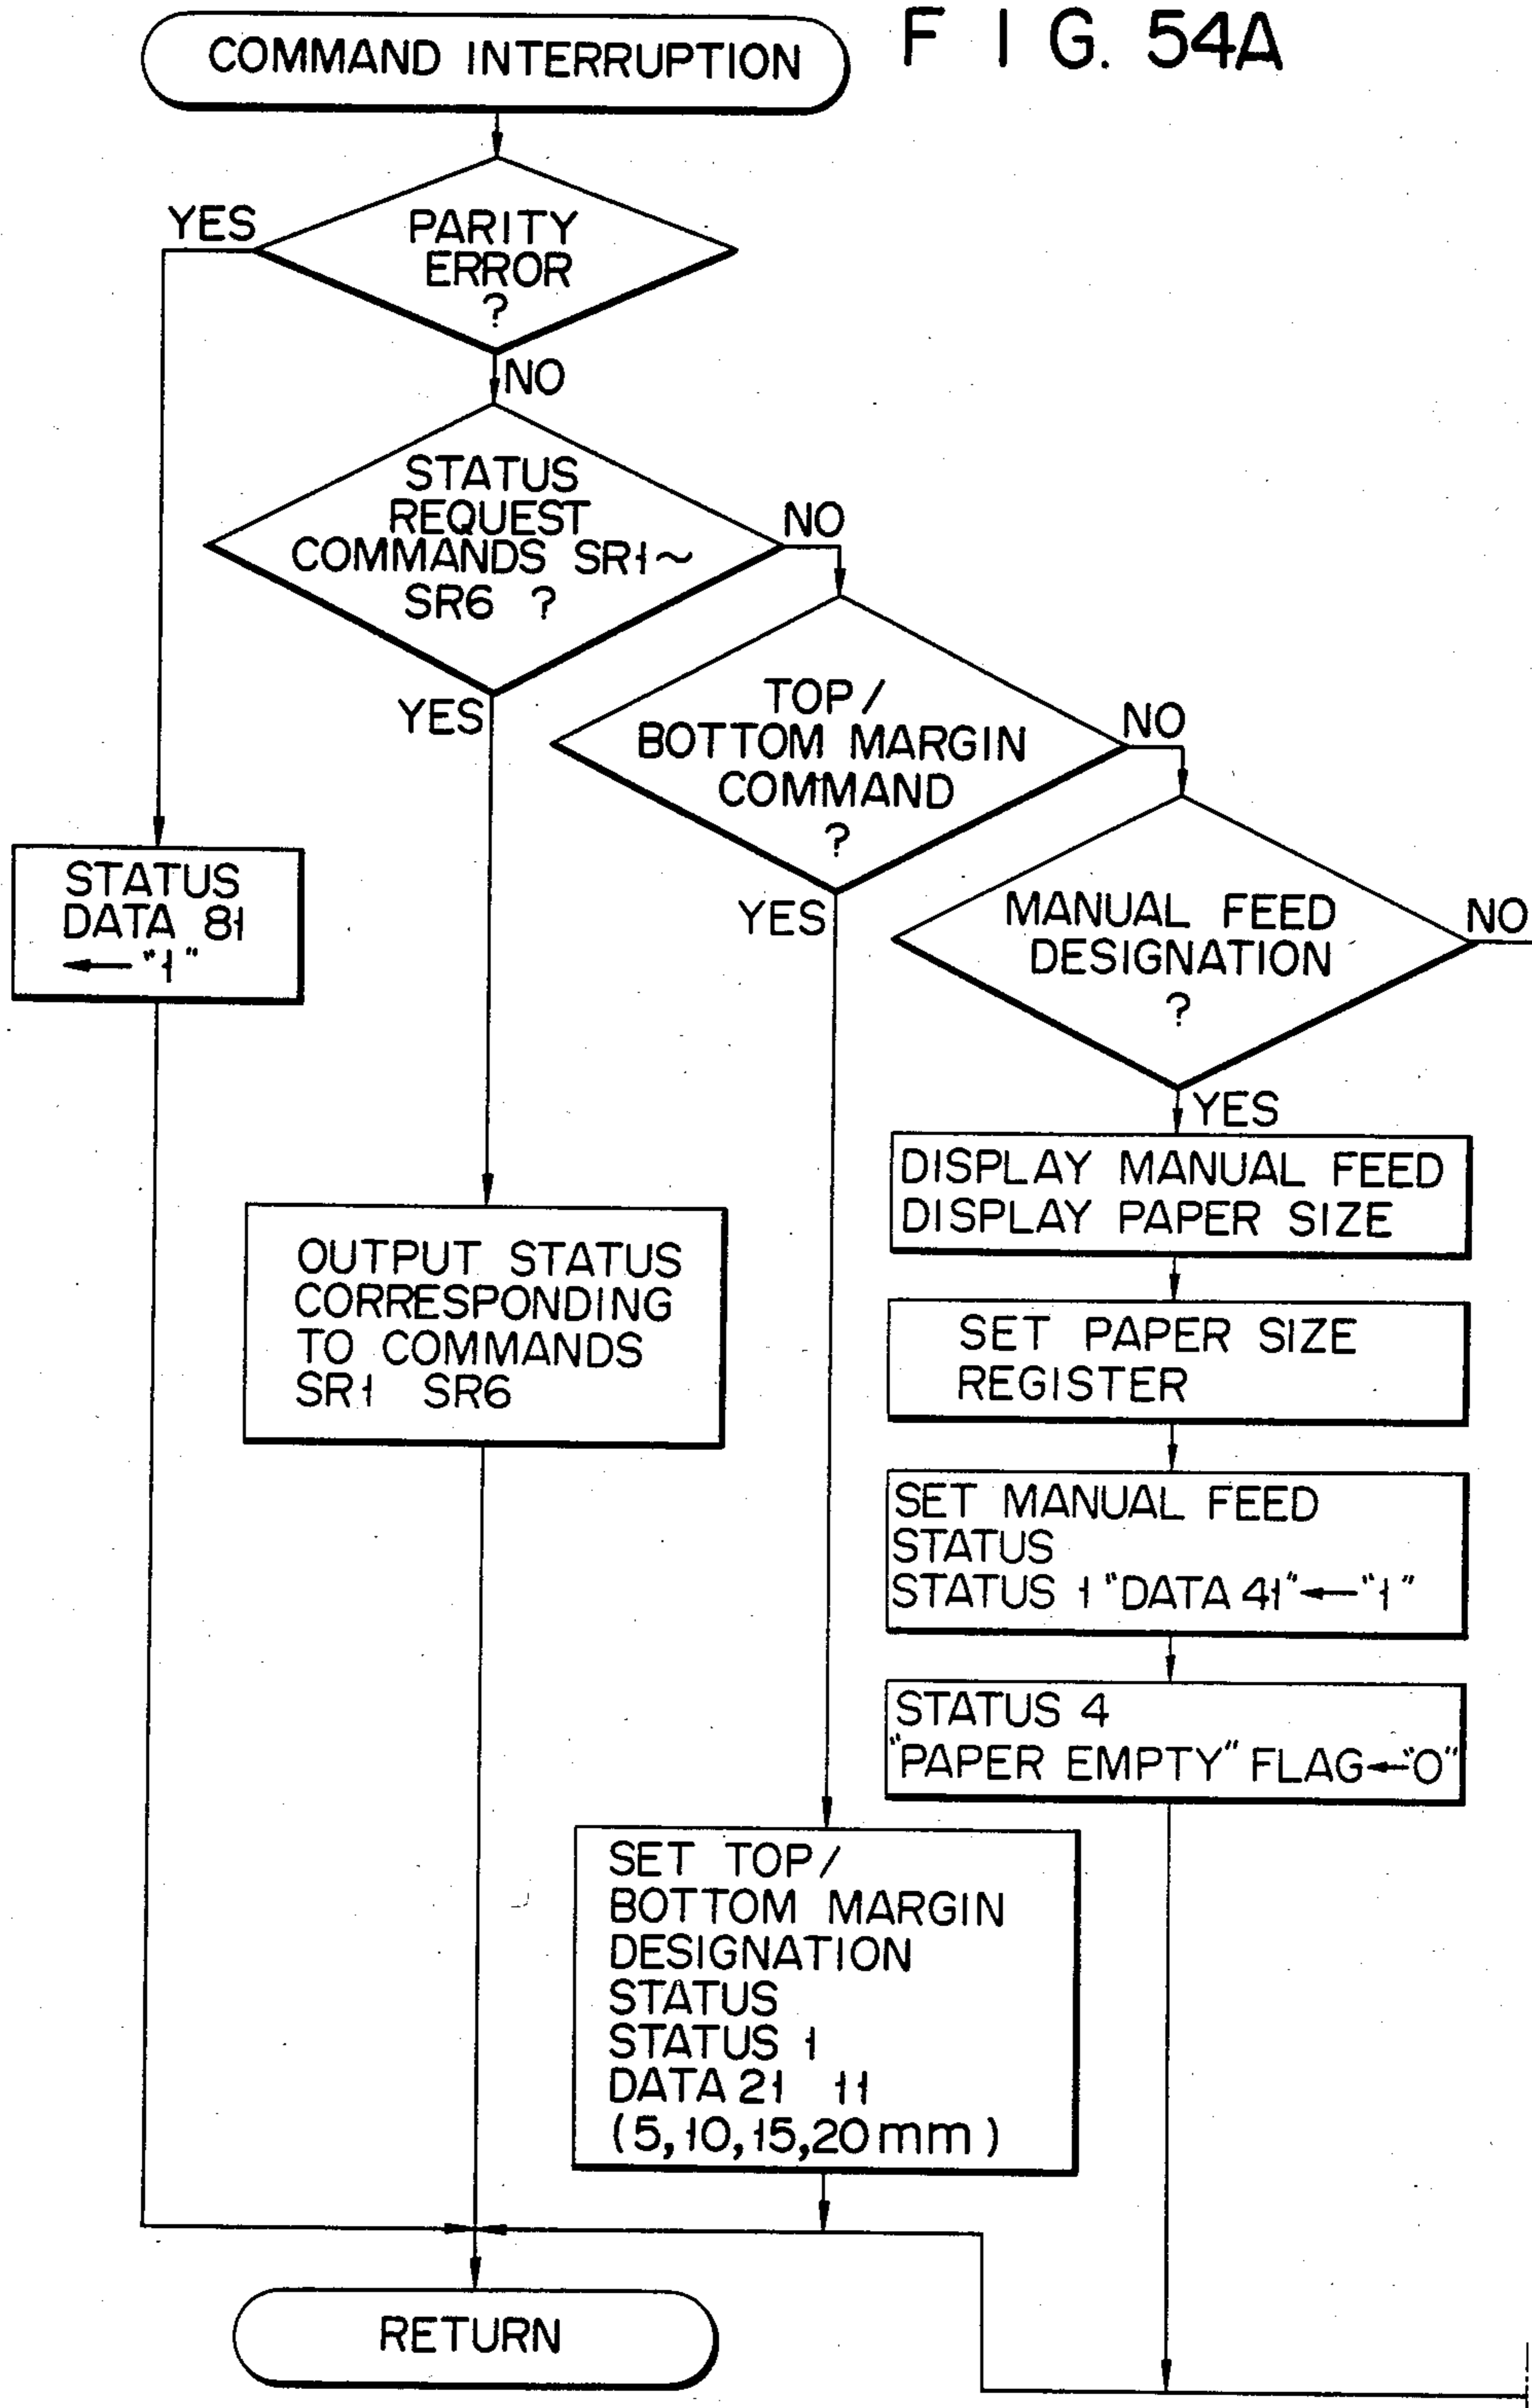 COMMAND INTERRUPTION
F I G. 54A
YES
PARITY
ERROR
?
NO
STATUS
REQUEST
COMMANDS SR1~
SR6 ?
NO
YES
TOP/
BOTTOM MARGIN
COMMAND
?
NO
YES
STATUS
DATA 81
← "1"
MANUAL FEED
DESIGNATION
?
NO
YES
DISPLAY MANUAL FEED
DISPLAY PAPER SIZE
OUTPUT STATUS
CORRESPONDING
TO COMMANDS
SR1 SR6
SET PAPER SIZE
REGISTER
SET MANUAL FEED
STATUS
STATUS 1 "DATA 41" ← "1"
STATUS 4
"PAPER EMPTY" FLAG ← "0"
SET TOP/
BOTTOM MARGIN
DESIGNATION
STATUS
STATUS 1
DATA 21 11
(5,10,15,20mm)
RETURN